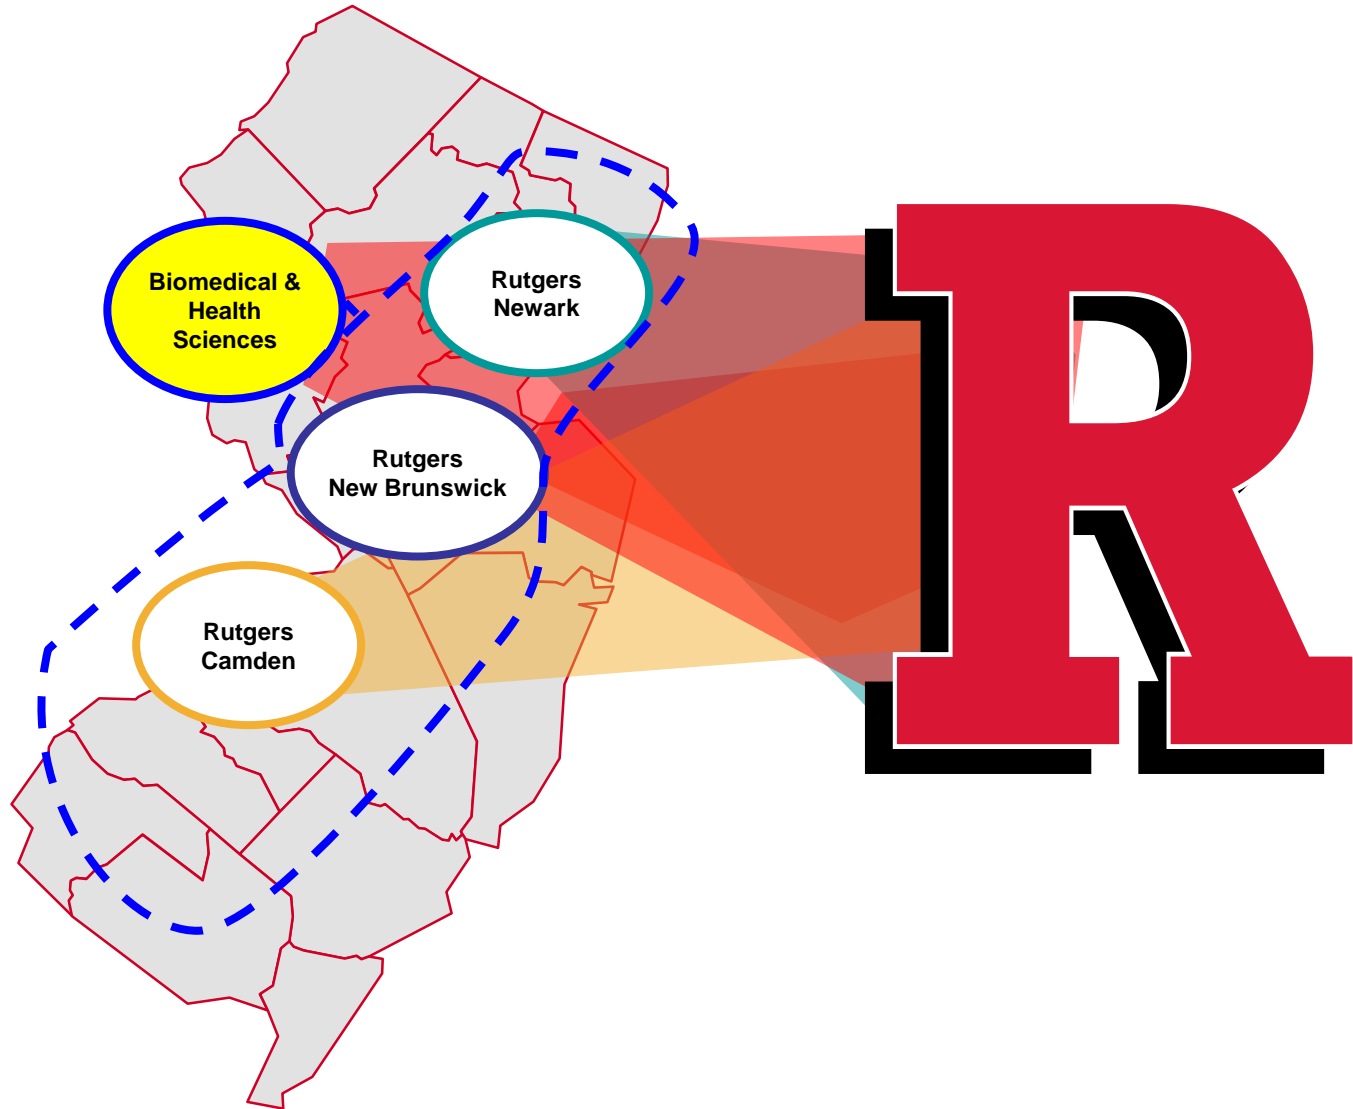 Biomedical &
Health
Sciences
Rutgers
Newark
Rutgers
New Brunswick
Rutgers
Camden
R